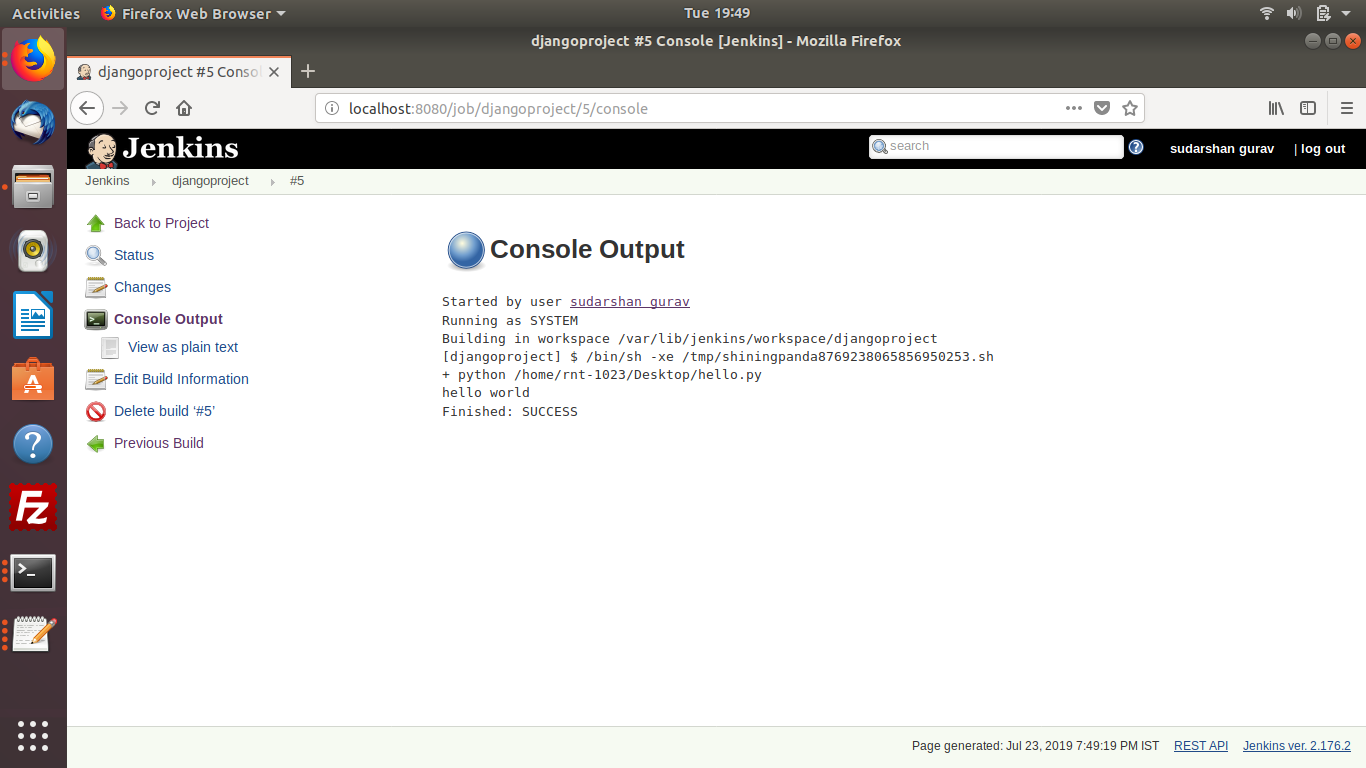 Activities
Firefox Web Browser
Tue 19:49
djangoproject #5 Console [Jenkins] - Mozilla Firefox
djangoproject #5 Conso
localhost:8080/job/djangoproject/5/console
Jenkins
search
sudarshan gurav
| log out
Jenkins
djangoproject
#5
Back to Project
Status
Changes
Console Output
View as plain text
Edit Build Information
Delete build ‘#5’
Previous Build
Console Output
Started by user sudarshan gurav
Running as SYSTEM
Building in workspace /var/lib/jenkins/workspace/djangoproject
[djangoproject] $ /bin/sh -xe /tmp/shiningpanda8769238065856950253.sh
+ python /home/rnt-1023/Desktop/hello.py
hello world
Finished: SUCCESS
Page generated: Jul 23, 2019 7:49:19 PM IST
REST API
Jenkins ver. 2.176.2